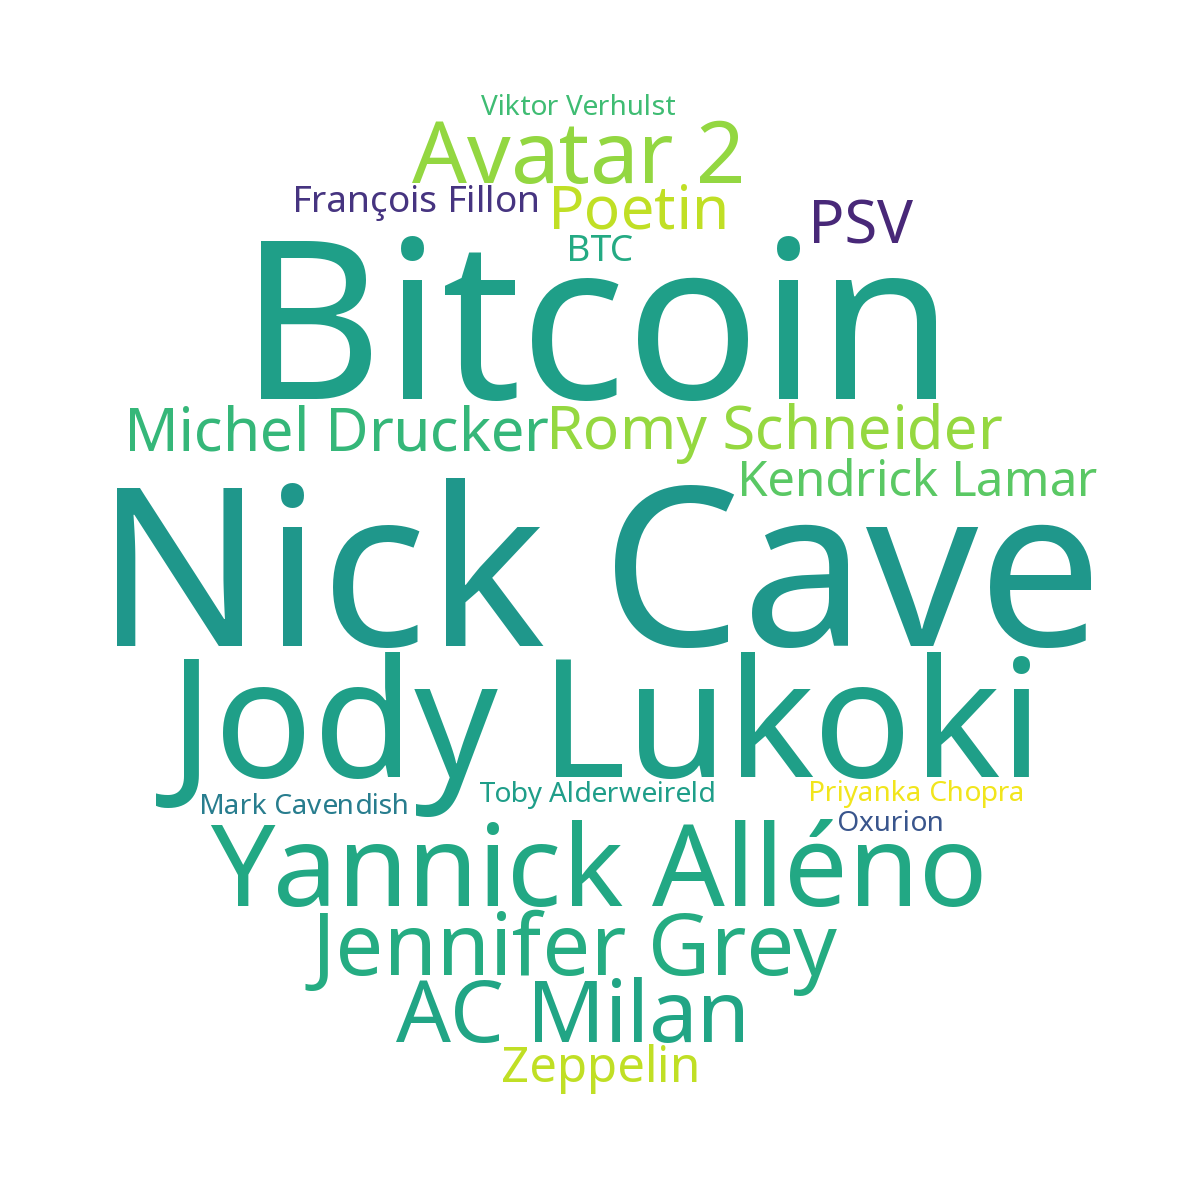 Viktor Verhulst
Avatar 2
François Fillon
Poetin
PSV
BTC
Bitcoin
Michel Drucker
Romy Schneider
Kendrick Lamar
Nick Cave
Jody Lukoki
Mark Cavendish
Toby Alderweireld
Priyanka Chopra
Oxurion
Yannick Alléno
Jennifer Grey
AC Milan
Zeppelin